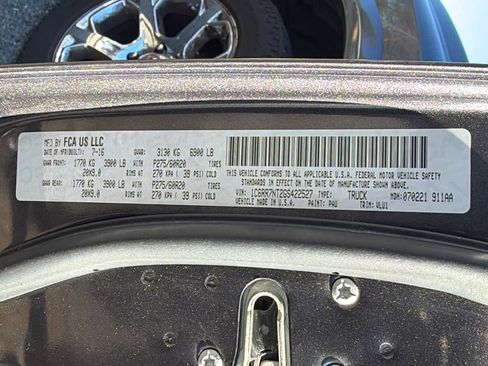 MFD BY FCA US LLC
DATE OF MFR(BUILT): 7-16 GVWR: 3130 KG 6900 LB
GAWR FRONT: 1770 KG 3900 LB WITH P275/60R20 TIRES
20X9.0 RIMS AT 270 KPA ( 39 PSI) COLD
GAWR REAR: 1770 KG 3900 LB WITH P275/60R20 TIRES
20X9.0 RIMS AT 270 KPA ( 39 PSI) COLD
THIS VEHICLE CONFORMS TO ALL APPLICABLE U.S.A. FEDERAL MOTOR VEHICLE
SAFETY STANDARDS IN EFFECT ON THE DATE OF MANUFACTURE SHOWN ABOVE.
VIN: 1C6RR7NT2GS422527 TYPE: TRUCK MDH:070221 911AA
VEHICLE MADE IN U.S.A. PAINT: PAU TRIM: VLV1